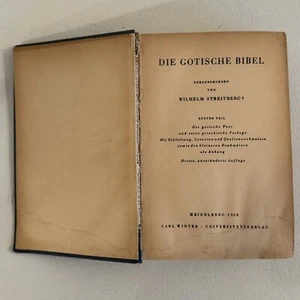 DIE GOTISCHE BIBEL
HERAUSGEGEBEN
VON
WILHELM STREITBERG
ERSTER TEIL
Der gotische Text
und seine griechische Vorlage
Mit Einleitung, Lesarten und Quellennachweisen
sowie den kleineren Denkmälern
als Anhang
Dritte, unveränderte Auflage
HEIDELBERG
CARL WINTER · UNIVERSITÄTSVERLAG